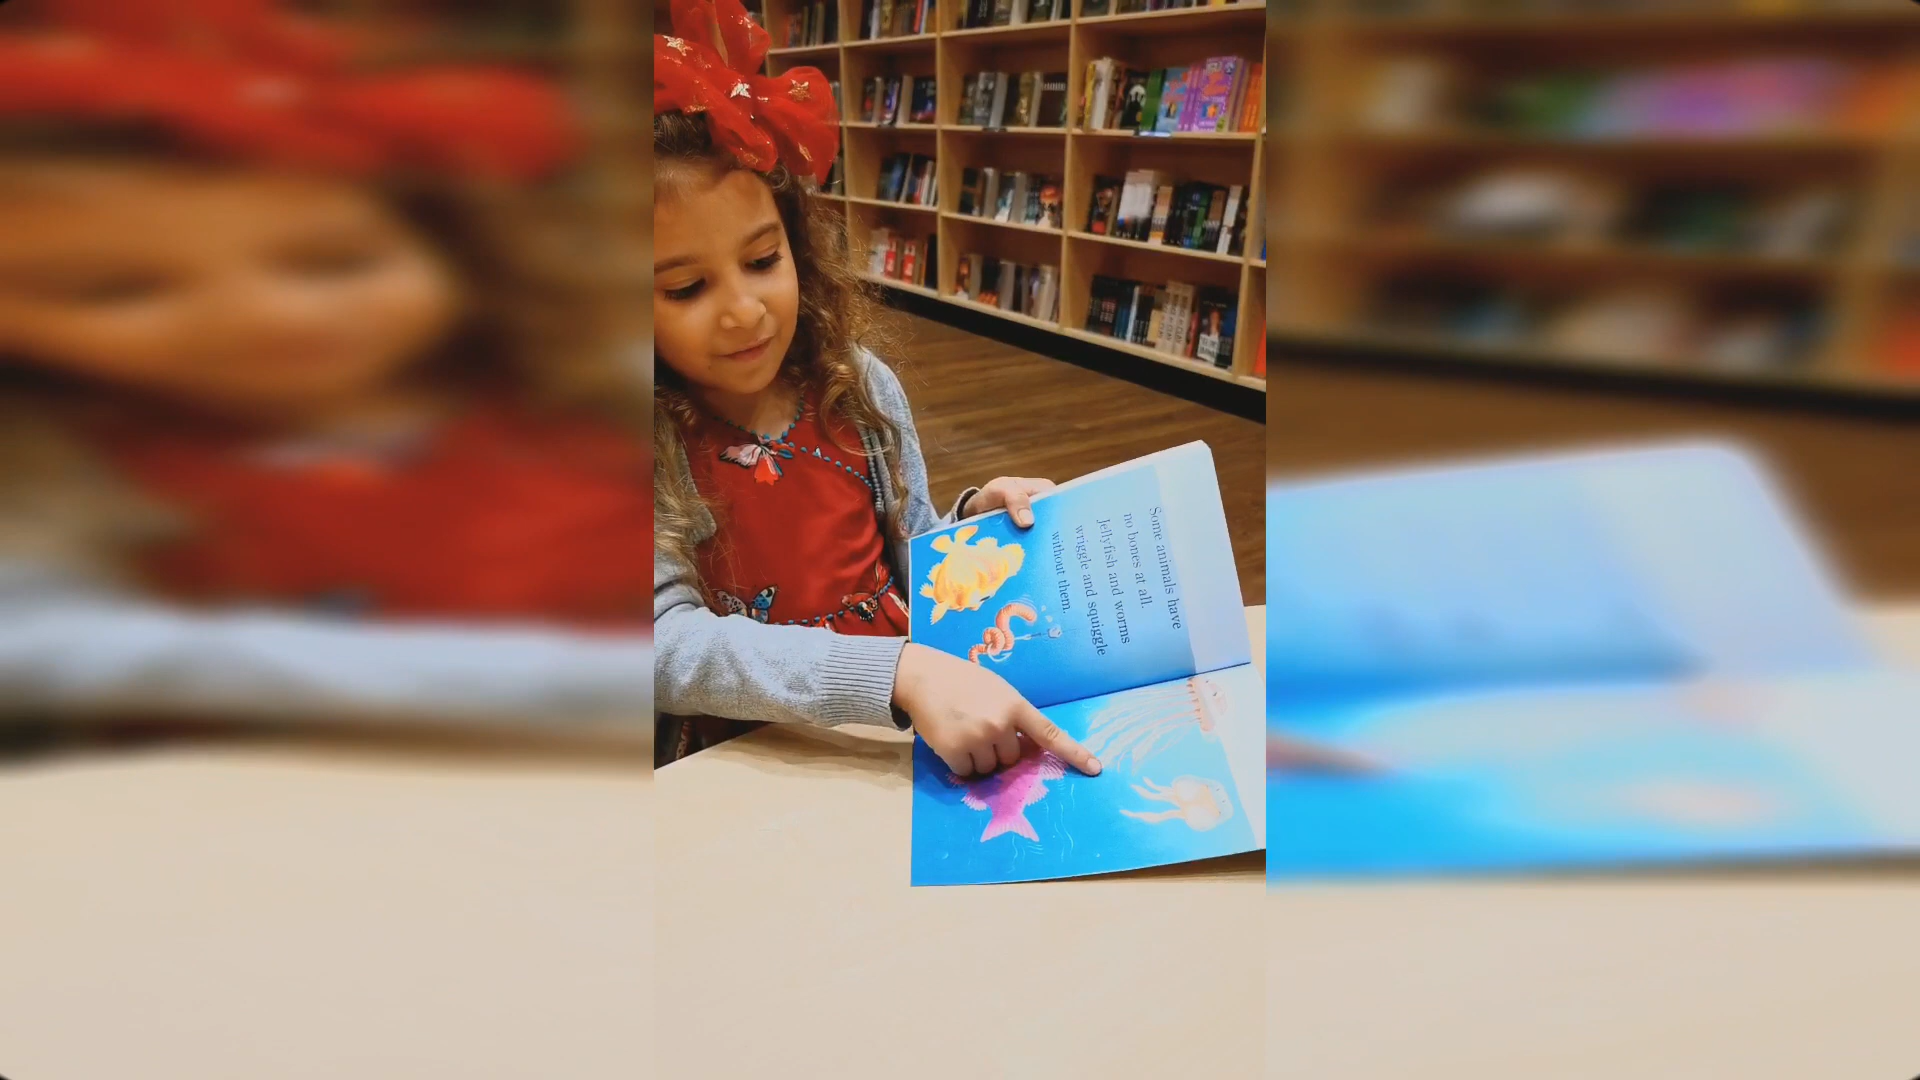 Some animals have
no bones at all.
Jellyfish and worms
wriggle and squiggle
without them.